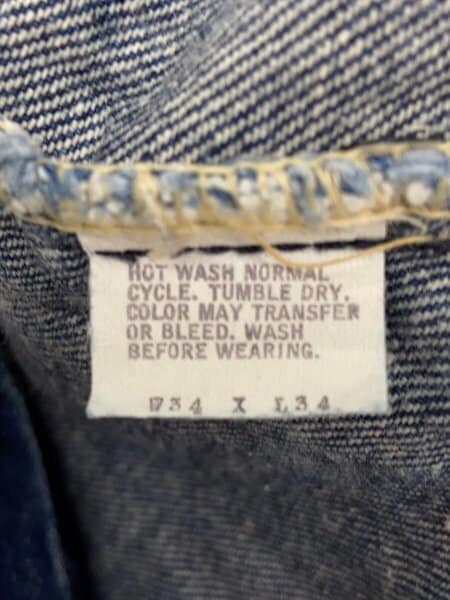 HOT WASH NORMAL
CYCLE. TUMBLE DRY.
COLOR MAY TRANSFER
OR BLEED. WASH
BEFORE WEARING.
W34 X L34